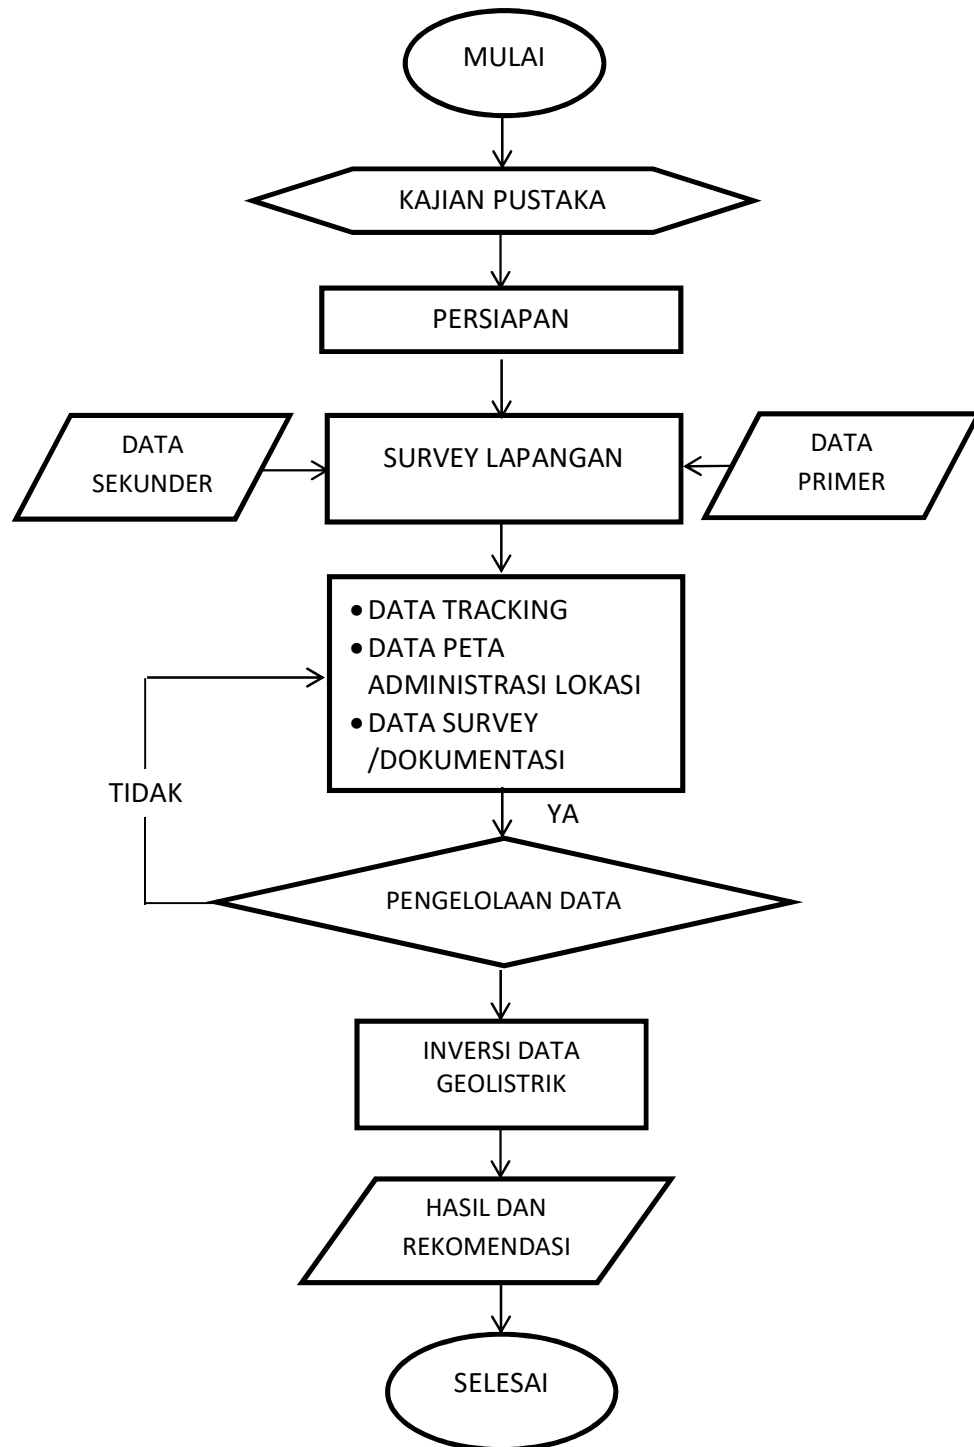 MULAI
KAJIAN PUSTAKA
PERSIAPAN
DATA
SEKUNDER
SURVEY LAPANGAN
DATA
PRIMER
•DATA TRACKING
•DATA PETA
ADMINISTRASI LOKASI
•DATA SURVEY
/DOKUMENTASI
TIDAK
YA
PENGELOLAAN DATA
INVERSI DATA
GEOLISTRIK
HASIL DAN
REKOMENDASI
SELESAI